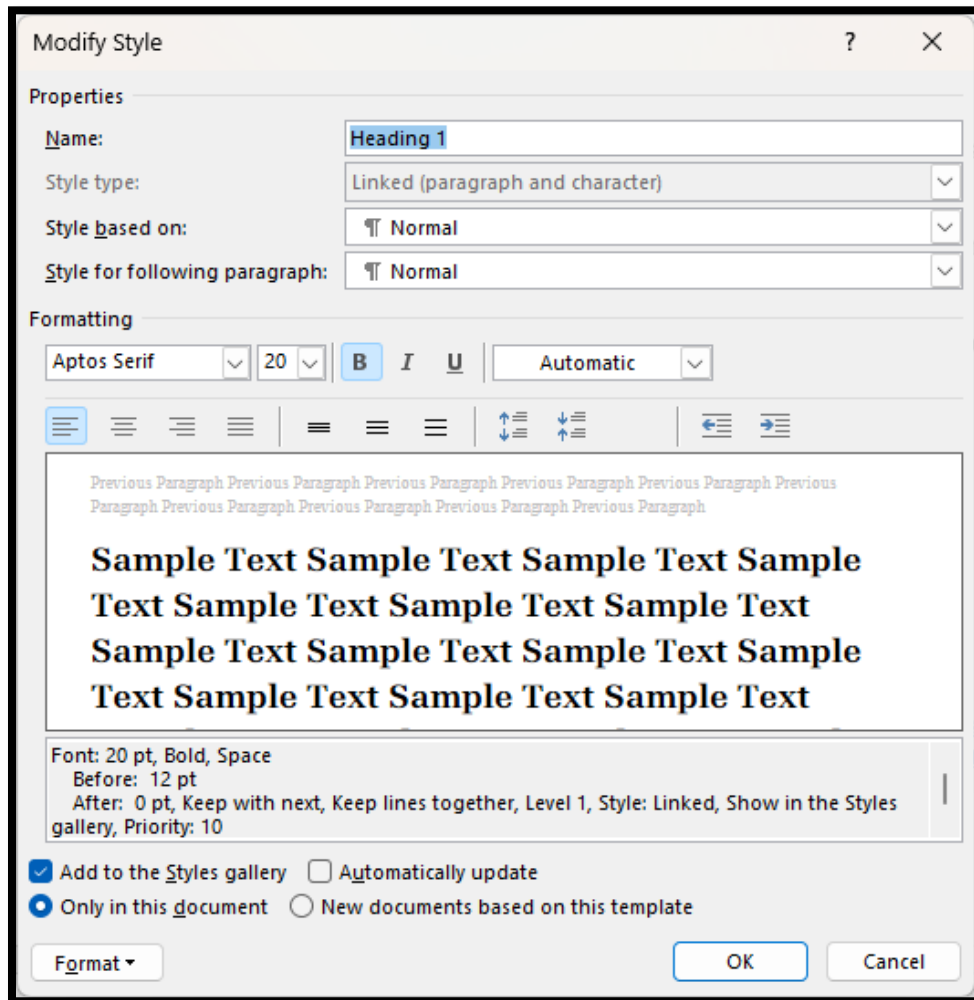 Modify Style ?
Properties
Name: Heading 1
Style type: Linked (paragraph and character)
Style based on: ¶ Normal
Style for following paragraph: ¶ Normal
Formatting
Aptos Serif 20 B I U Automatic
Previous Paragraph Previous Paragraph Previous Paragraph Previous Paragraph Previous Paragraph Previous
Paragraph Previous Paragraph Previous Paragraph Previous Paragraph Previous Paragraph
Sample Text Sample Text Sample Text Sample
Text Sample Text Sample Text Sample Text
Sample Text Sample Text Sample Text Sample
Text Sample Text Sample Text Sample Text
Font: 20 pt, Bold, Space
Before: 12 pt
After: 0 pt, Keep with next, Keep lines together, Level 1, Style: Linked, Show in the Styles
gallery, Priority: 10
Add to the Styles gallery Automatically update
Only in this document New documents based on this template
Format OK Cancel